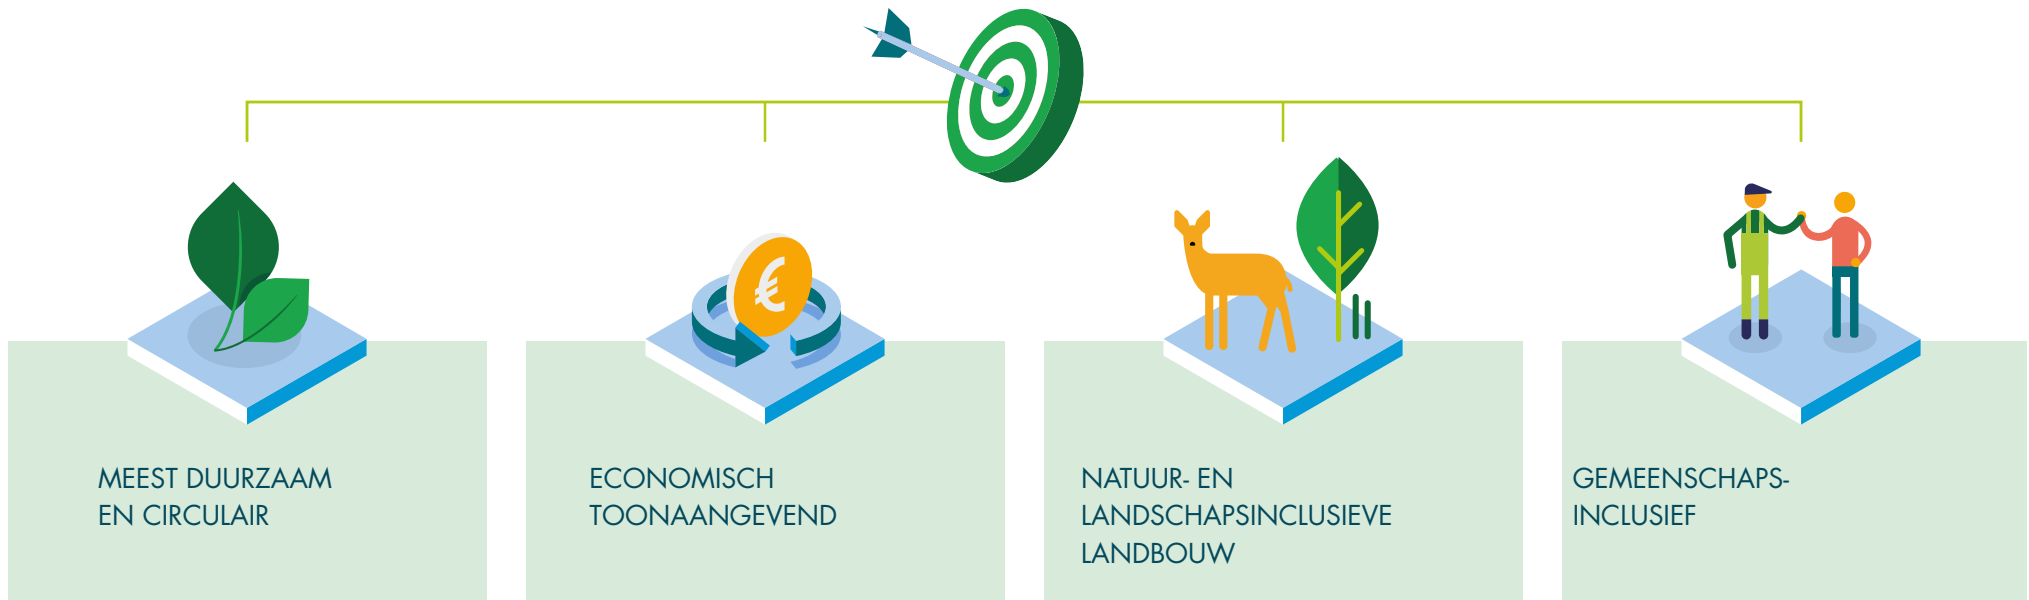 MEEST DUURZAAM
EN CIRCULAIR
ECONOMISCH
TOONAANGEVEND
NATUUR- EN
LANDSCHAPSINCLUSIEVE
LANDBOUW
GEMEENSCHAPS-
INCLUSIEF